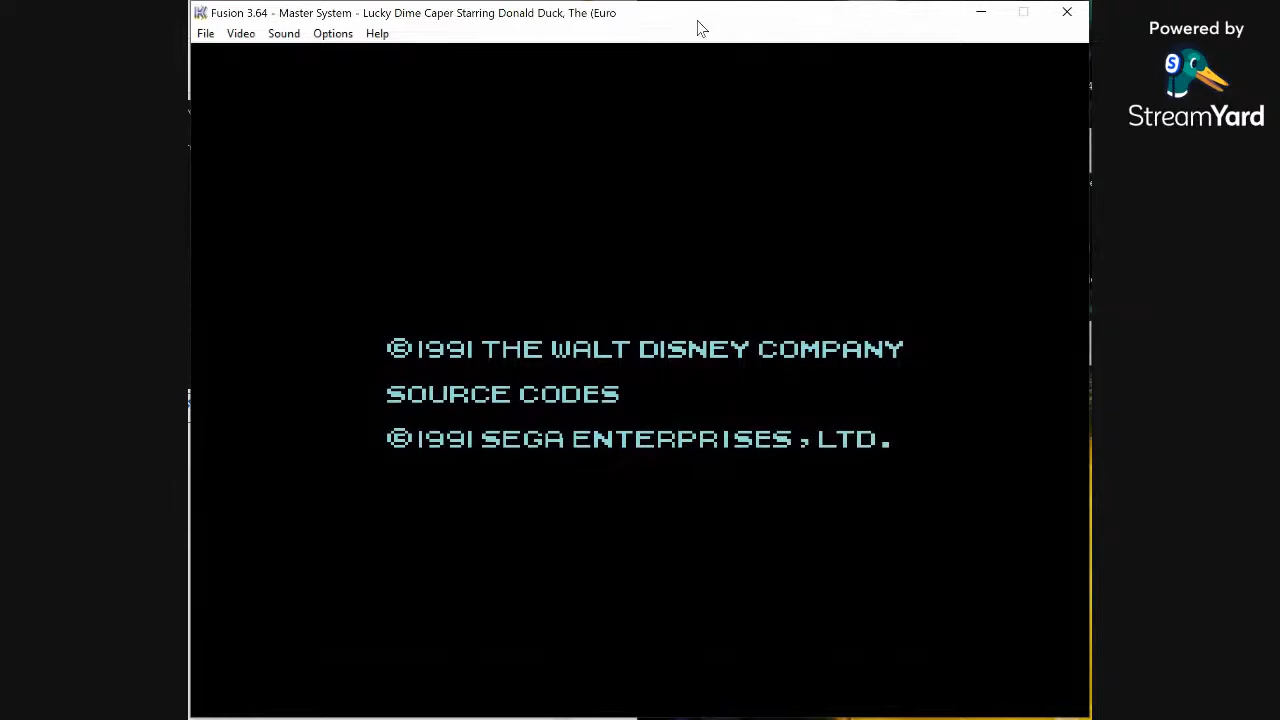 Fusion 3.64 - Master System - Lucky Dime Caper Starring Donald Duck, The (Euro
File Video Sound Options Help
Powered by
S
StreamYard
©1991 THE WALT DISNEY COMPANY
SOURCE CODES
©1991 SEGA ENTERPRISES, LTD.